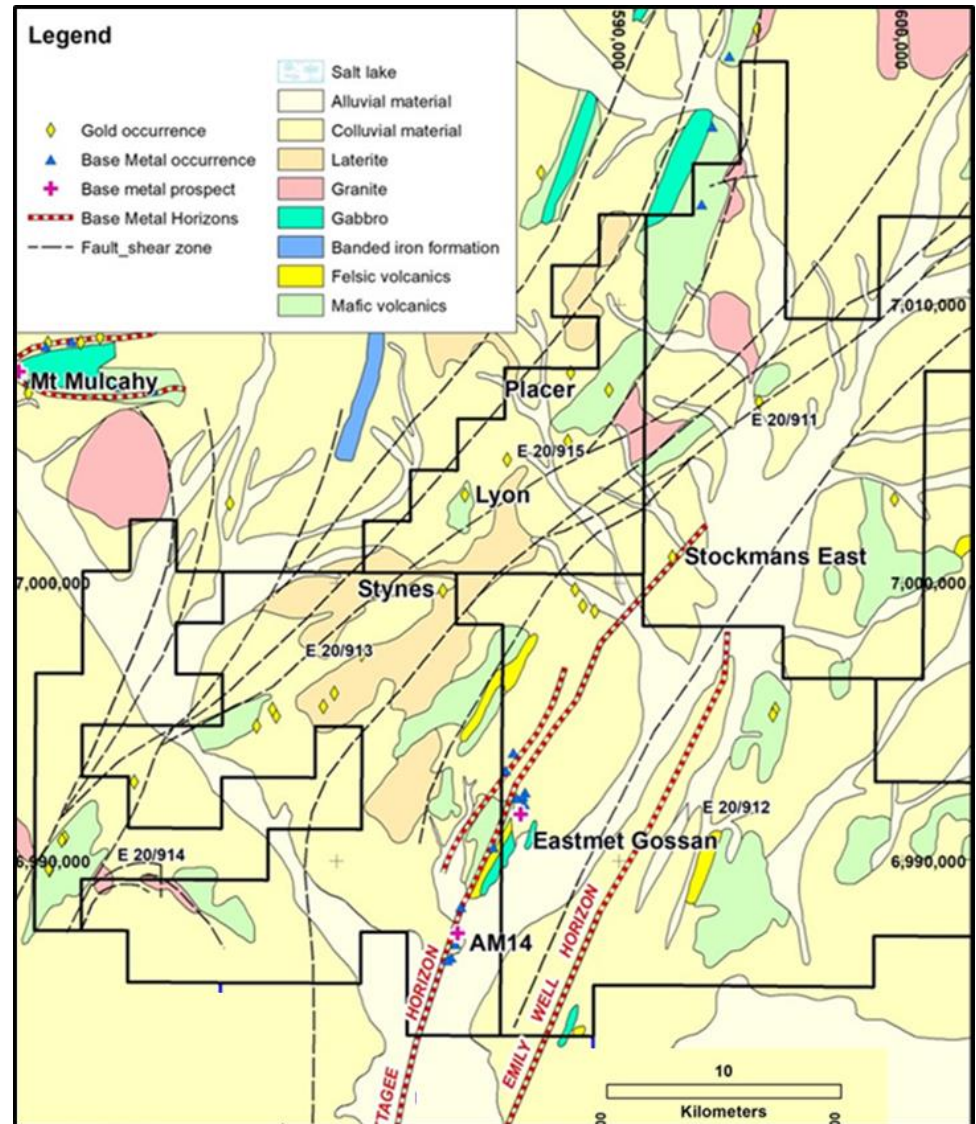 Legend
Gold occurrence
Base Metal occurrence
Base metal prospect
Base Metal Horizons
Fault_shear zone
Salt lake
Alluvial material
Colluvial material
Laterite
Granite
Gabbro
Banded iron formation
Felsic volcanics
Mafic volcanics
590,000
600,000
7,010,000
Mt Mulcahy
Placer
E 20/911
E 20/915
Lyon
Stockmans East
7,000,000
7,000,000
Stynes
E 20/913
E 20/912
Eastmet Gossan
6,990,000
E 20/914
6,990,000
AM14
HORIZON
HORIZON
WELL
EMILY
TAGEE
10
Kilometers